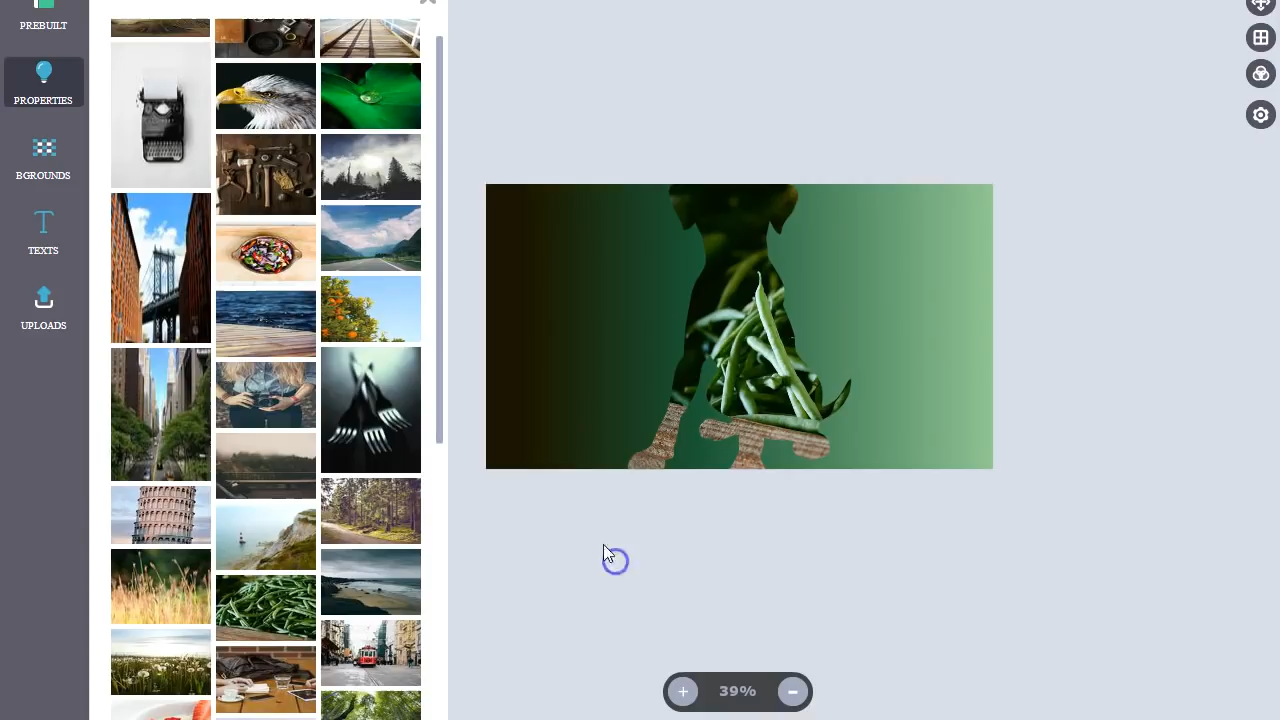 PREBUILT
PROPERTIES
BGROUNDS
TEXTS
UPLOADS
39%